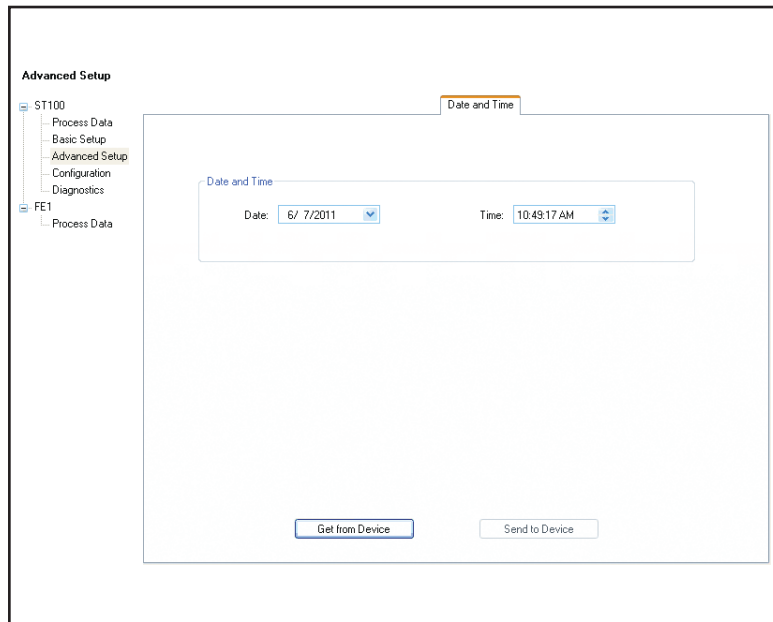 Advanced Setup
ST100
Process Data
Basic Setup
Advanced Setup
Configuration
Diagnostics
FE1
Process Data
Date and Time
Date and Time
Date: 6/ 7/2011 Time: 10:49:17 AM
Get from Device Send to Device